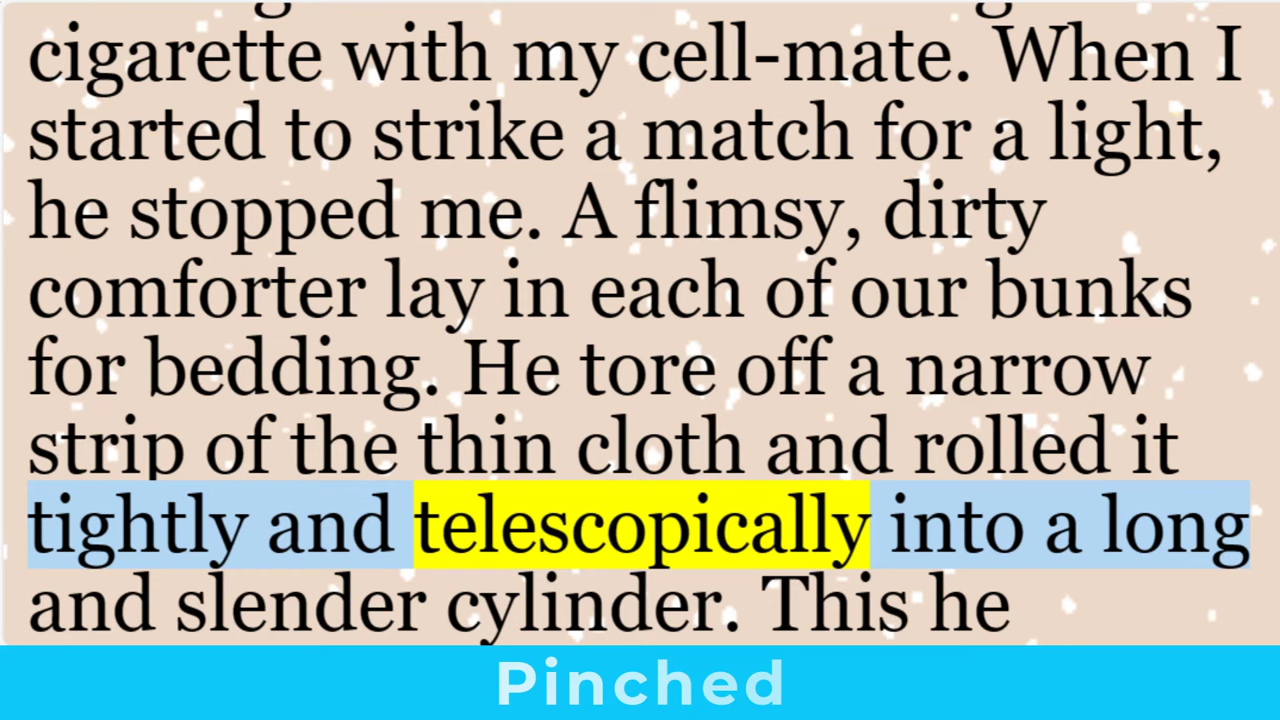 cigarette with my cell-mate. When I
started to strike a match for a light,
he stopped me. A flimsy, dirty
comforter lay in each of our bunks
for bedding. He tore off a narrow
strip of the thin cloth and rolled it
tightly and telescopically into a long
and slender cylinder. This he
Pinched